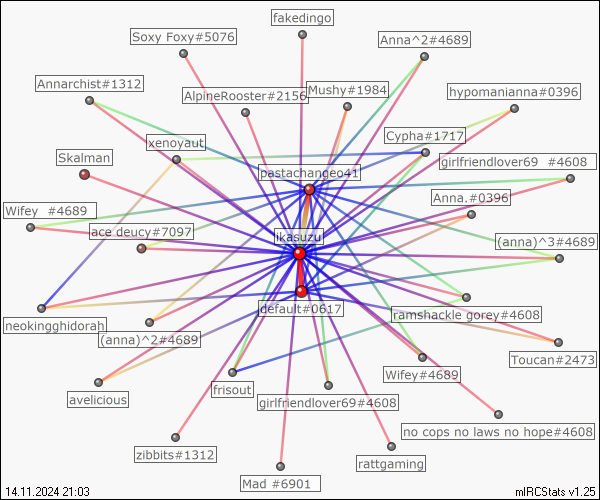 fakedingo
Soxy Foxy#5076
Anna^2#4689
Annarchist#1312
AlpineRooster#2156
Mushy#1984
hypomanianna#0396
xenoyaut
Cypha#1717
Skalman
pastachangeo41
girlfriendlover69 #4608
Anna.#0396
Wifey #4689
ace deucy#7097
ikasuzu
(anna)^3#4689
default#0617
ramshackle gorey#4608
neokingghidorah
(anna)^2#4689
Toucan#2473
Wifey#4689
avelicious
frisout
girlfriendlover69#4608
no cops no laws no hope#4608
zibbits#1312
rattgaming
Mad #6901
14.11.2024 21:03
mIRCStats v1.25